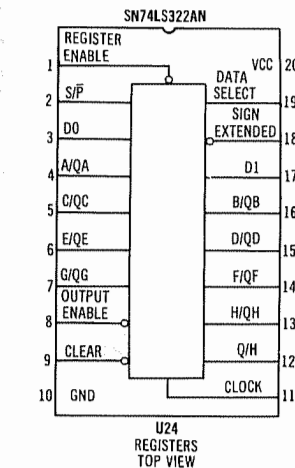 SN74LS322AN
REGISTER
ENABLE
1
S/P̅
2
D0
3
A/QA
4
C/QC
5
E/QE
6
G/QG
7
OUTPUT
ENABLE
8
CLEAR
9
10 GND
VCC 20
DATA
SELECT
19
SIGN
EXTENDED
18
D1
17
B/QB
16
D/QD
15
F/QF
14
H/QH
13
Q/H
12
CLOCK
11
U24
REGISTERS
TOP VIEW